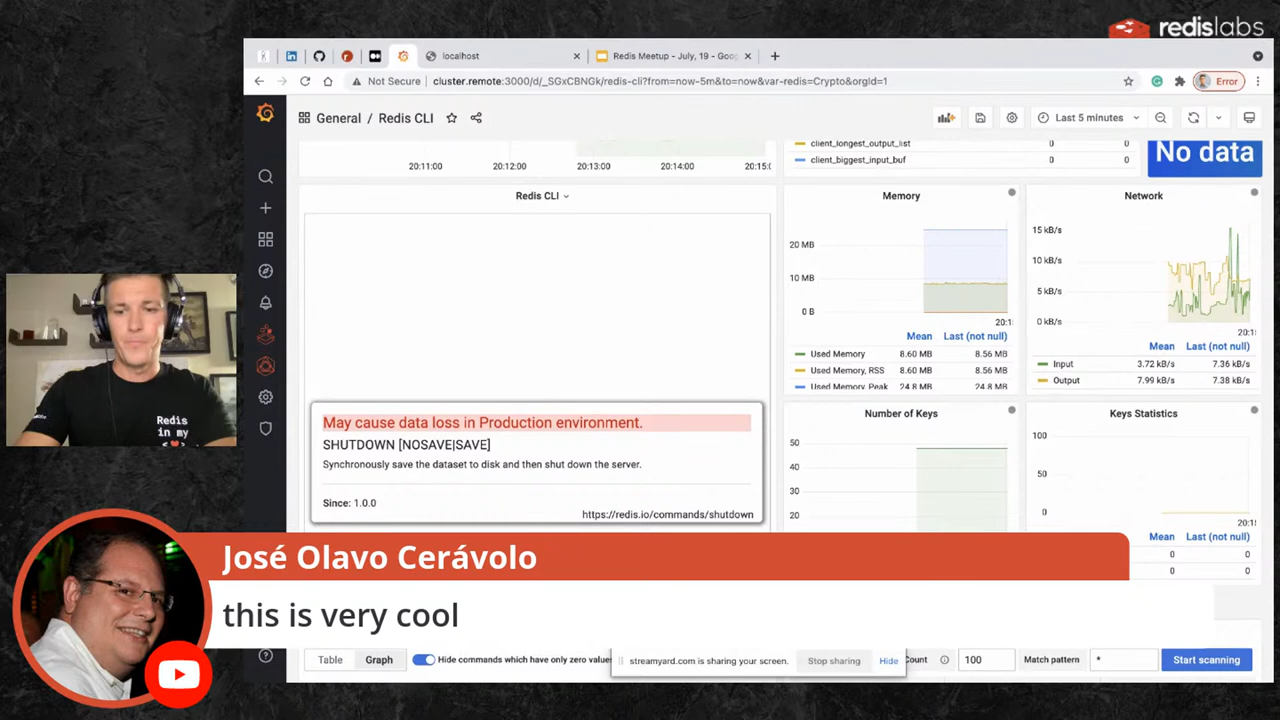 redislabs
localhost
Redis Meetup - July, 19 - Goo
Not Secure
cluster.remote:3000/d/_SGxCBNGk/redis-cli?from=now-5m&to=now&var-redis=Crypto&orgId=1
Error
General / Redis CLI
Last 5 minutes
20:11:00 20:12:00 20:13:00 20:14:00 20:15:0
client_longest_output_list 0 0
client_biggest_input_buf 0 0
No data
Redis CLI
May cause data loss in Production environment.
SHUTDOWN [NOSAVE|SAVE]
Synchronously save the dataset to disk and then shut down the server.
Since: 1.0.0
https://redis.io/commands/shutdown
Memory
20 MB
10 MB
0 B
20:1
Mean Last (not null)
Used Memory 8.60 MB 8.56 MB
Used Memory, RSS 8.60 MB 8.56 MB
Used Memory, Peak 24.8 MB 24.8 MB
Network
15 kB/s
10 kB/s
5 kB/s
0 kB/s
20:1
Mean Last (not null)
Input 3.72 kB/s 7.36 kB/s
Output 7.99 kB/s 7.38 kB/s
Number of Keys
50
40
30
20
Keys Statistics
100
50
0
20:1
Mean Last (not null)
0 0
0 0
Redis
in my
José Olavo Cerávolo
this is very cool
Table Graph Hide commands which have only zero values
streamyard.com is sharing your screen. Stop sharing Hide
Count 100 Match pattern * Start scanning